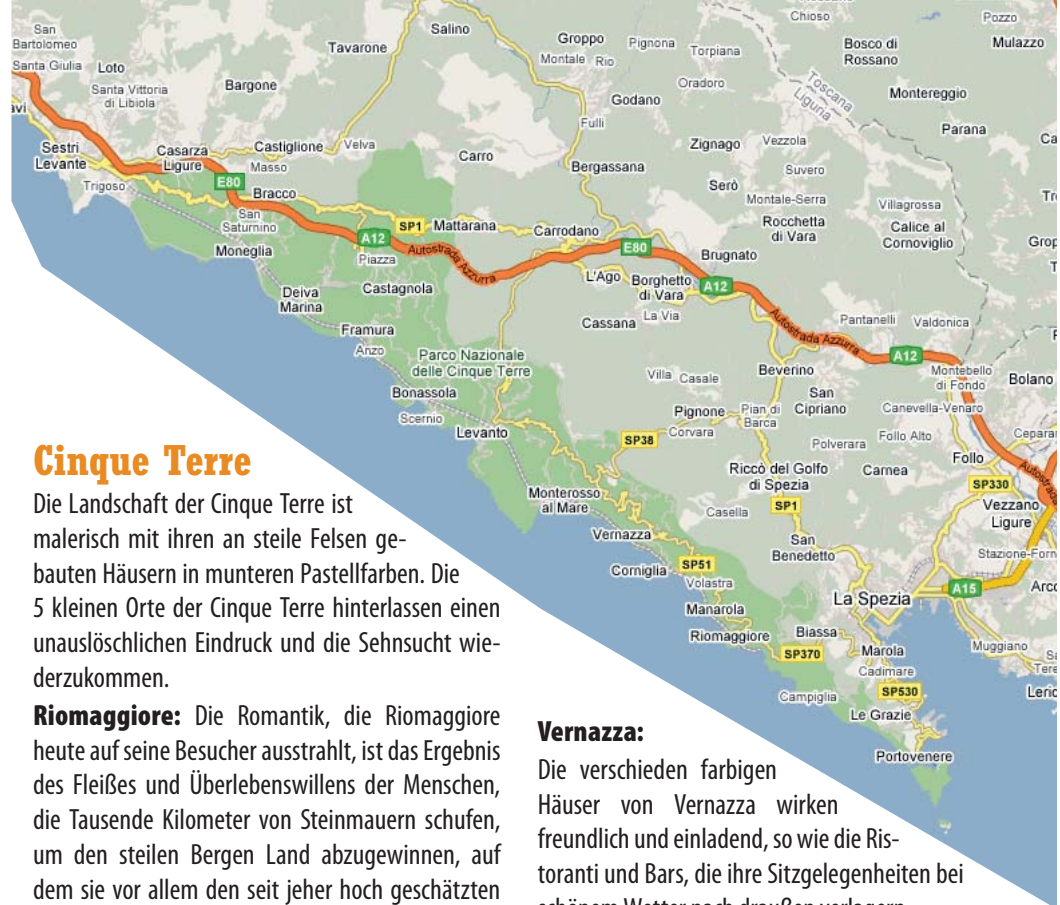 San
Bartolomeo
Santa Giulia
Loto
Santa Vittoria
di Libiola
Bargone
Tavarone
Salino
Groppo
Montale
Rio
Pignona
Torpiana
Chioso
Bosco di
Rossano
Pozzo
Mulazzo
Oradoro
Godano
Toscana
Liguria
Montereggio
Parana
Fulli
Zignago
Vezzola
Suvero
Serò
Montale-Serra
Villagrossa
Rocchetta
di Vara
Calice al
Cornoviglio
Sestri
Levante
Trigoso
Casarza
Ligure
Castiglione
Masso
Velva
Carro
Bergassana
E80
Bracco
San
Saturnino
Moneglia
SP1
Mattarana
A12
Piazza
Autostrada Azzurra
Carrodano
E80
Brugnato
L'Ago
Borghetto
di Vara
A12
La Via
Cassana
Castagnola
Deiva
Marina
Framura
Anzo
Parco Nazionale
delle Cinque Terre
Bonassola
Scernio
Levanto
Autostrada Azzurra
Pantanelli
Valdonica
A12
Montebello
di Fondo
Bolano
Villa
Casale
Beverino
San
Cipriano
Canevella-Venaro
Pignone
Pian di
Barca
Corvara
SP38
Polverara
Follo Alto
Follo
Riccò del Golfo
di Spezia
Carnea
SP330
Vezzano
Ligure
Casella
SP1
Monterosso
al Mare
Vernazza
San
Benedetto
Corniglia
SP51
Volastra
A15
La Spezia
Manarola
Riomaggiore
Biassa
SP370
Marola
Cadimare
Muggiano
Campiglia
SP530
Le Grazie
Portovenere
Cinque Terre
Die Landschaft der Cinque Terre ist
malerisch mit ihren an steile Felsen ge-
bauten Häusern in munteren Pastellfarben. Die
5 kleinen Orte der Cinque Terre hinterlassen einen
unauslöschlichen Eindruck und die Sehnsucht wie-
derzukommen.
Riomaggiore: Die Romantik, die Riomaggiore
heute auf seine Besucher ausstrahlt, ist das Ergebnis
des Fleißes und Überlebenswillens der Menschen,
die Tausende Kilometer von Steinmauern schufen,
um den steilen Bergen Land abzugewinnen, auf
dem sie vor allem den seit jeher hoch geschätzten
Vernazza:
Die verschieden farbigen
Häuser von Vernazza wirken
freundlich und einladend, so wie die Ris-
toranti und Bars, die ihre Sitzgelegenheiten bei
schönem Wetter nach draußen verlagern